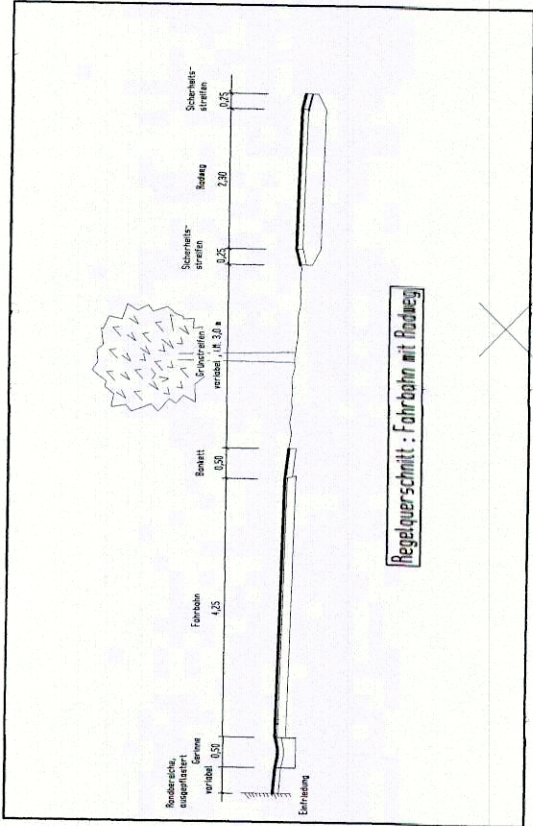 Randbereiche,
ausgepflastert
variabel
Gerinne
0,50
Fahrbahn
4,25
Bankett
0,50
Grünstreifen
variabel , i.M. 3,0 m
Sicherheits-
streifen
0,25
Radweg
2,30
Sicherheits-
streifen
0,25
Einfriedung
Regelquerschnitt : Fahrbahn mit Radweg